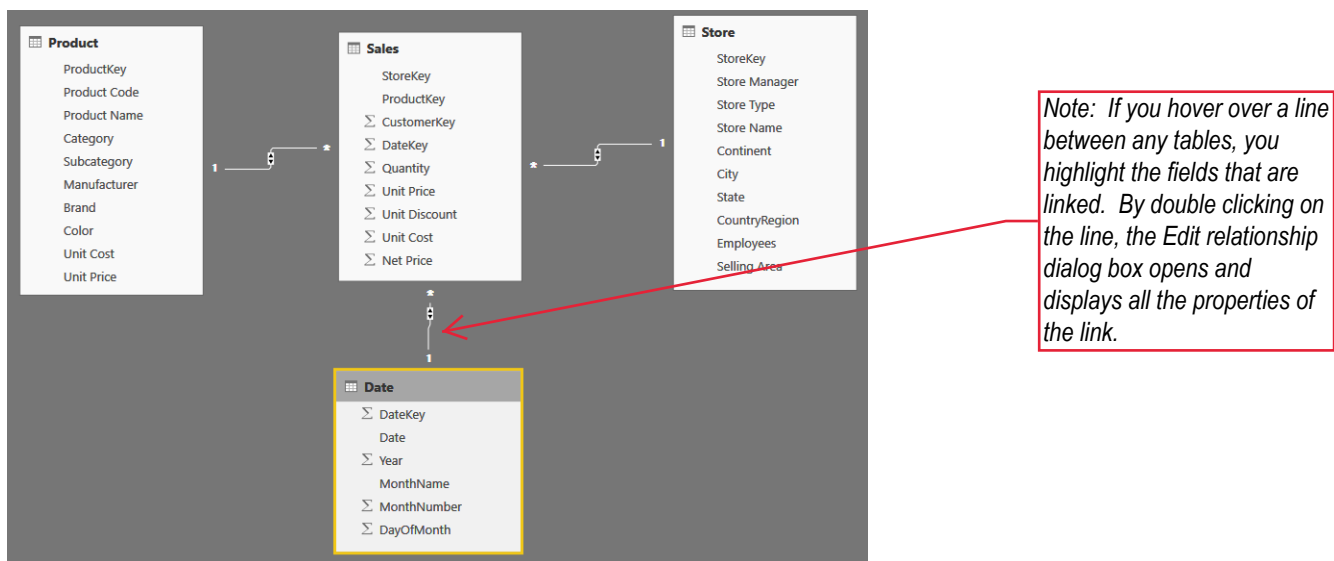 Product
ProductKey
Product Code
Product Name
Category
Subcategory
Manufacturer
Brand
Color
Unit Cost
Unit Price
1
*
Sales
StoreKey
ProductKey
∑ CustomerKey
∑ DateKey
∑ Quantity
∑ Unit Price
∑ Unit Discount
∑ Unit Cost
∑ Net Price
*
1
Store
StoreKey
Store Manager
Store Type
Store Name
Continent
City
State
CountryRegion
Employees
Selling Area
*
1
Date
∑ DateKey
Date
∑ Year
MonthName
∑ MonthNumber
∑ DayOfMonth
Note: If you hover over a line
between any tables, you
highlight the fields that are
linked. By double clicking on
the line, the Edit relationship
dialog box opens and
displays all the properties of
the link.